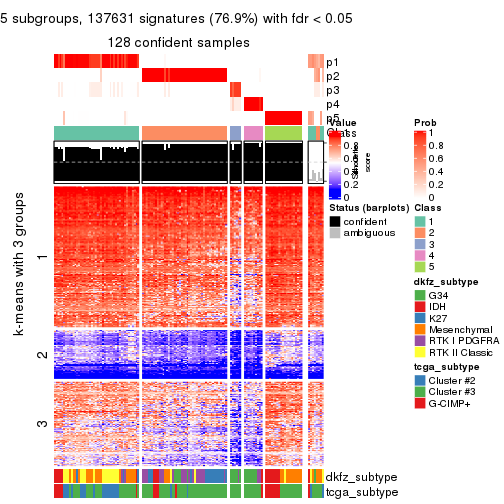 5 subgroups, 137631 signatures (76.9%) with fdr < 0.05
128 confident samples
p1
p2
p3
p4
p5
Class
Silhouette
score
k-means with 3 groups
1
2
3
dkfz_subtype
tcga_subtype
Value
1
0.8
0.6
0.4
0.2
0
Status (barplots)
confident
ambiguous
Prob
1
0.8
0.6
0.4
0.2
0
Class
1
2
3
4
5
dkfz_subtype
G34
IDH
K27
Mesenchymal
RTK I PDGFRA
RTK II Classic
tcga_subtype
Cluster #2
Cluster #3
G-CIMP+